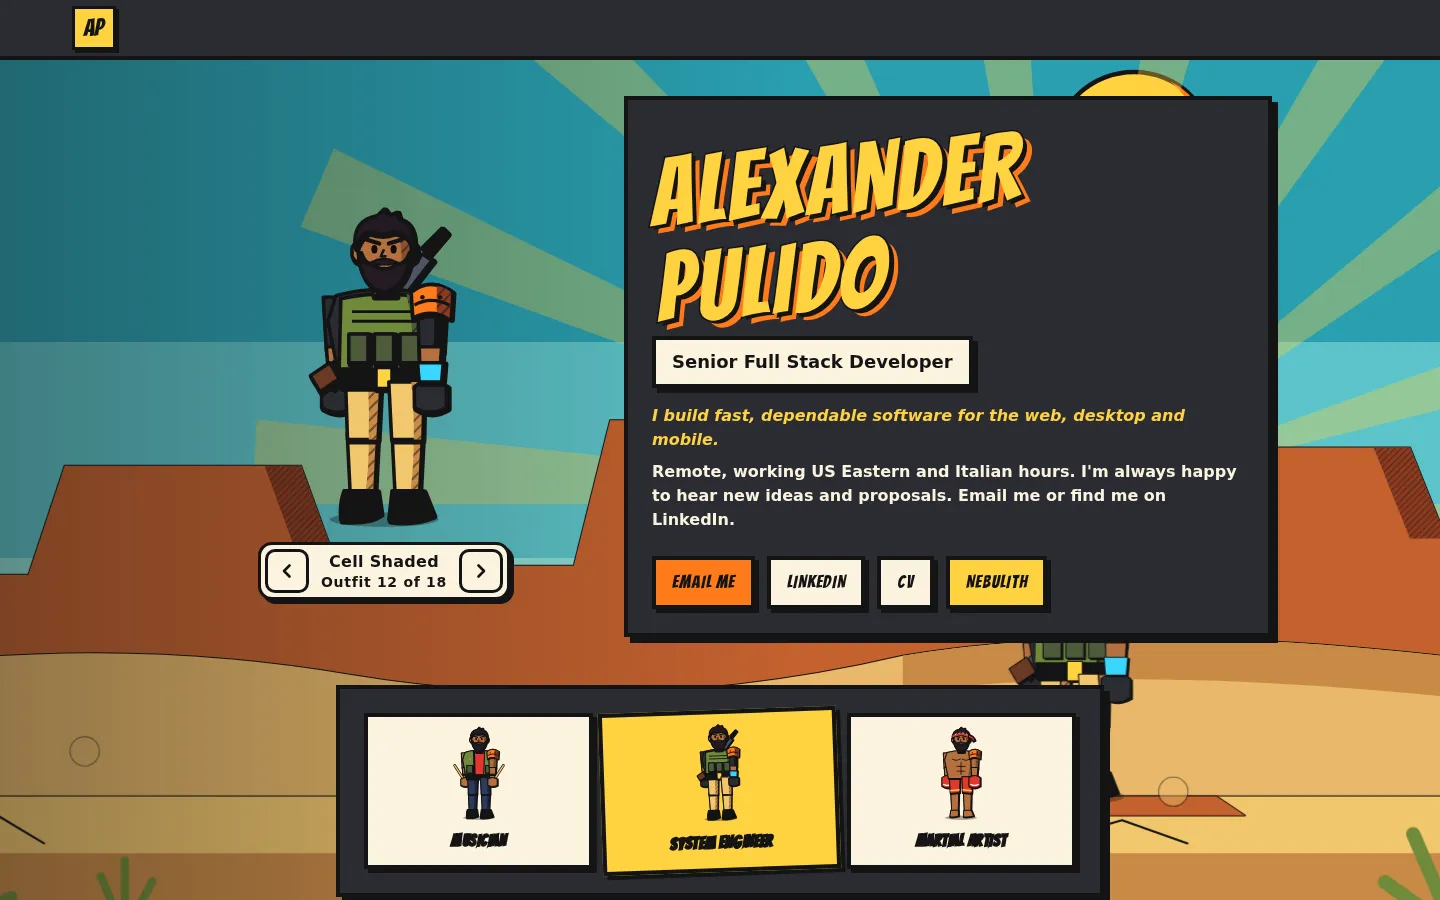 AP
ALEXANDER
PULIDO
Senior Full Stack Developer
I build fast, dependable software for the web, desktop and
mobile.
Remote, working US Eastern and Italian hours. I'm always happy
to hear new ideas and proposals. Email me or find me on
LinkedIn.
EMAIL ME
LINKEDIN
CV
NEBULITH
Cell Shaded
Outfit 12 of 18
MUSICIAN
SYSTEM ENGINEER
MARTIAL ARTIST